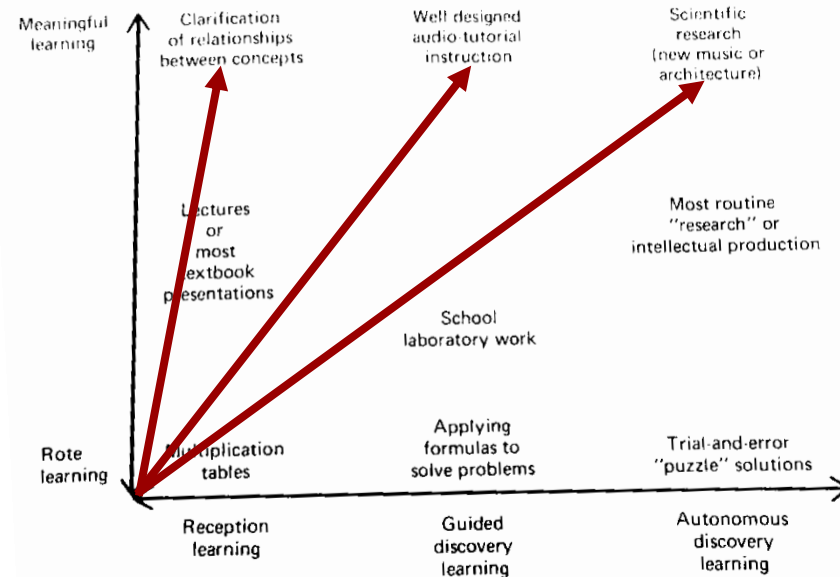 Meaningful
learning
Clarification
of relationships
between concepts
Well designed
audio-tutorial
instruction
Scientific
research
(new music or
architecture)
Lectures
or
most
textbook
presentations
Most routine
"research" or
intellectual production
School
laboratory work
Rote
learning
Multiplication
tables
Applying
formulas to
solve problems
Trial-and-error
"puzzle" solutions
Reception
learning
Guided
discovery
learning
Autonomous
discovery
learning